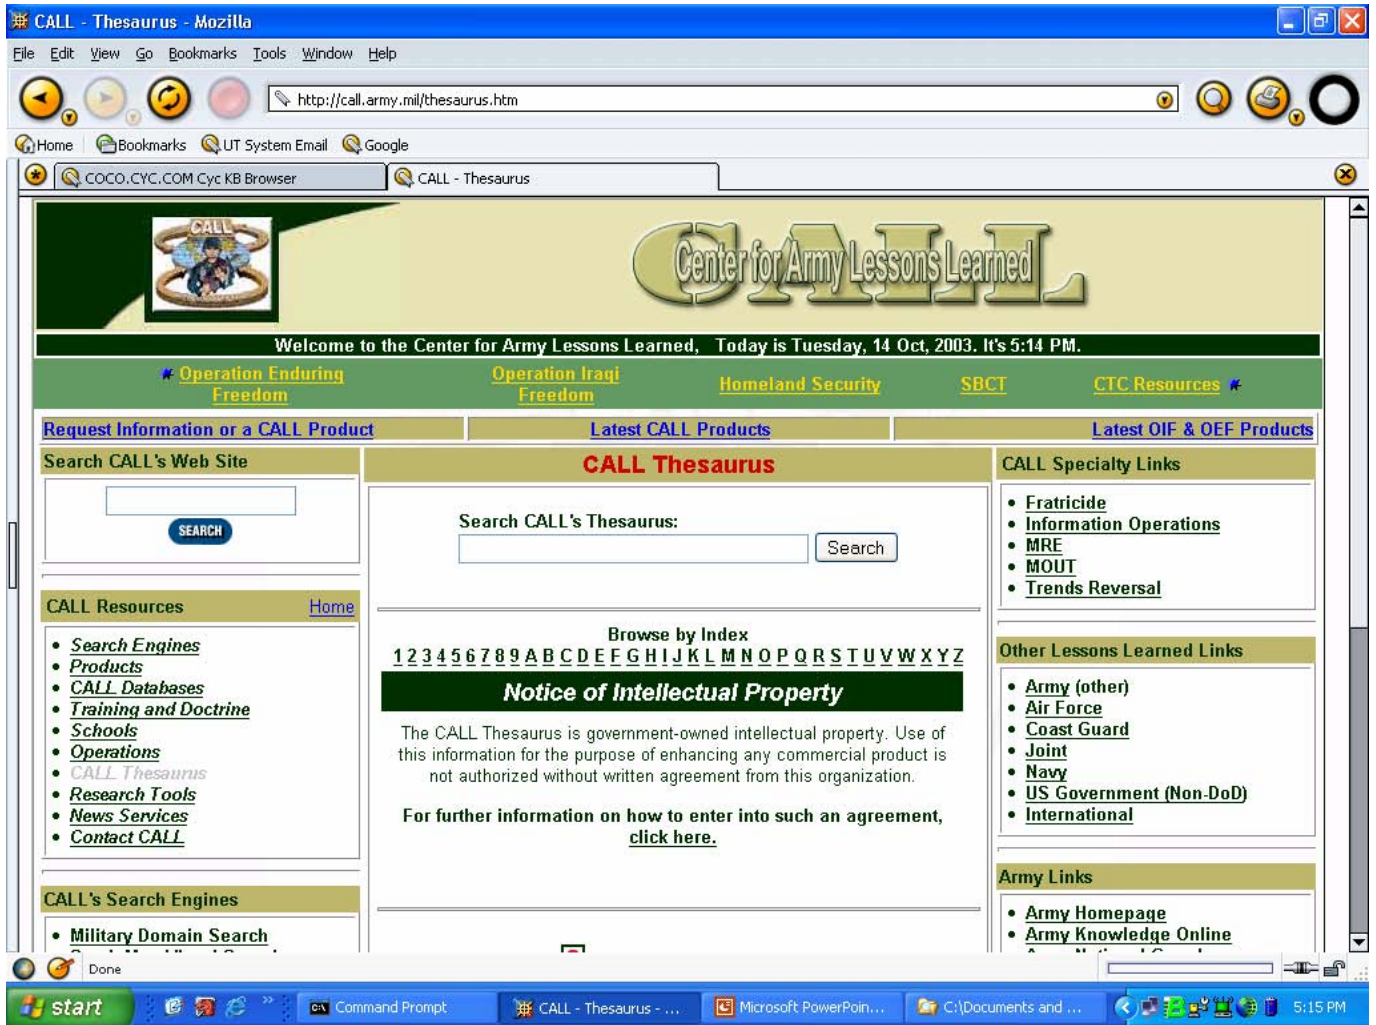 CALL - Thesaurus - Mozilla
File Edit View Go Bookmarks Tools Window Help
http://call.army.mil/thesaurus.htm
Home Bookmarks UT System Email Google
COCO.CYC.COM Cyc KB Browser CALL - Thesaurus
CALL
CALL
Center for Army Lessons Learned
Welcome to the Center for Army Lessons Learned, Today is Tuesday, 14 Oct, 2003. It's 5:14 PM.
Operation Enduring Freedom
Operation Iraqi Freedom
Homeland Security
SBCT
CTC Resources
Request Information or a CALL Product
Latest CALL Products
Latest OIF & OEF Products
Search CALL's Web Site
SEARCH
CALL Resources Home
Search Engines
Products
CALL Databases
Training and Doctrine
Schools
Operations
CALL Thesaurus
Research Tools
News Services
Contact CALL
CALL's Search Engines
Military Domain Search
CALL Thesaurus
Search CALL's Thesaurus:
Search
Browse by Index
1 2 3 4 5 6 7 8 9 A B C D E F G H I J K L M N O P Q R S T U V W X Y Z
Notice of Intellectual Property
The CALL Thesaurus is government-owned intellectual property. Use of
this information for the purpose of enhancing any commercial product is
not authorized without written agreement from this organization.
For further information on how to enter into such an agreement,
click here.
CALL Specialty Links
Fratricide
Information Operations
MRE
MOUT
Trends Reversal
Other Lessons Learned Links
Army (other)
Air Force
Coast Guard
Joint
Navy
US Government (Non-DoD)
International
Army Links
Army Homepage
Army Knowledge Online
Done
start
Command Prompt
CALL - Thesaurus - ...
Microsoft PowerPoin...
C:\Documents and ...
5:15 PM